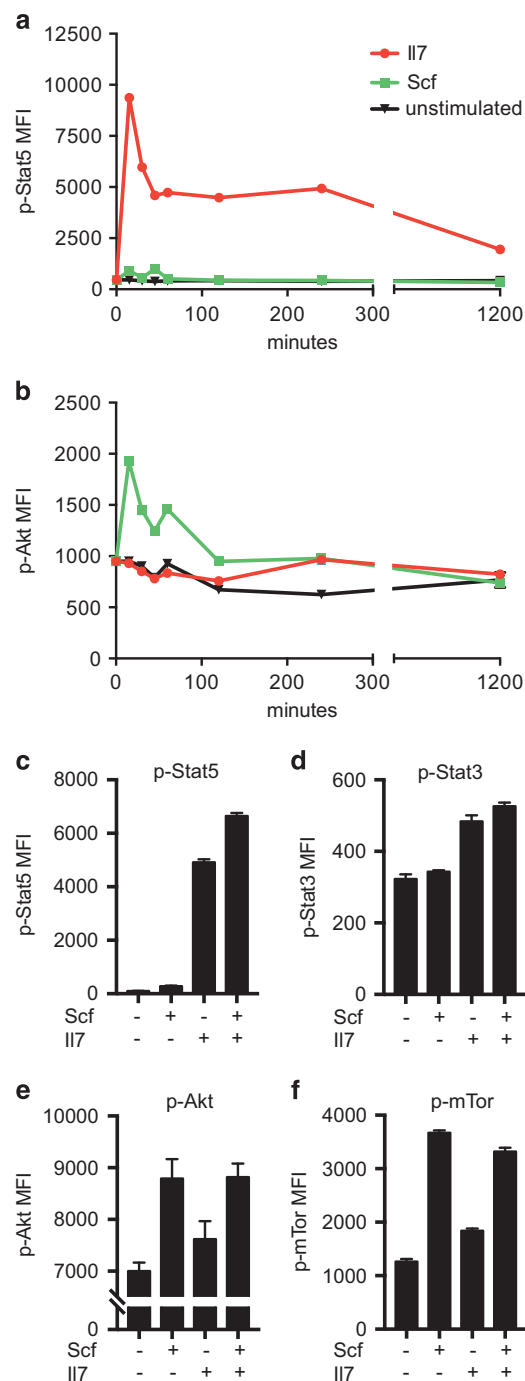 a
12500
10000
7500
5000
2500
0
p-Stat5 MFI
Il7
Scf
unstimulated
0 100 200 300 1200
minutes
b
2500
2000
1500
1000
500
0
p-Akt MFI
0 100 200 300 1200
minutes
c
p-Stat5
8000
6000
4000
2000
0
p-Stat5 MFI
Scf - + - +
Il7 - - + +
d
p-Stat3
600
400
200
0
p-Stat3 MFI
- + - +
- - + +
e
p-Akt
10000
9000
8000
7000
0
p-Akt MFI
Scf - + - +
Il7 - - + +
f
p-mTor
4000
3000
2000
1000
0
p-mTor MFI
Scf - + - +
Il7 - - + +